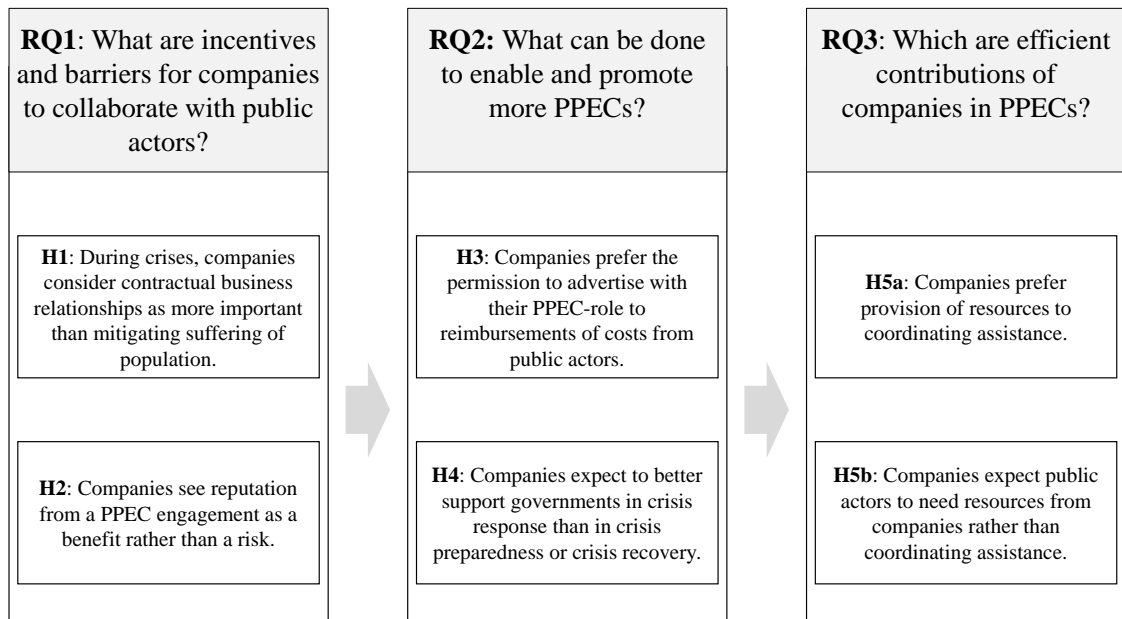 RQ1: What are incentives
and barriers for companies
to collaborate with public
actors?
H1: During crises, companies
consider contractual business
relationships as more important
than mitigating suffering of
population.
H2: Companies see reputation
from a PPEC engagement as a
benefit rather than a risk.
RQ2: What can be done
to enable and promote
more PPECs?
H3: Companies prefer the
permission to advertise with
their PPEC-role to
reimbursements of costs from
public actors.
H4: Companies expect to better
support governments in crisis
response than in crisis
preparedness or crisis recovery.
RQ3: Which are efficient
contributions of
companies in PPECs?
H5a: Companies prefer
provision of resources to
coordinating assistance.
H5b: Companies expect public
actors to need resources from
companies rather than
coordinating assistance.